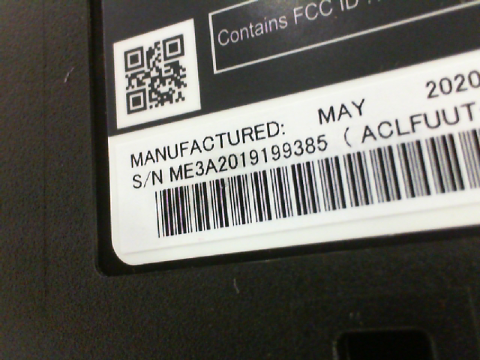 Contains FCC ID
MANUFACTURED: MAY 2020
S/N ME3A2019199385 ( ACLFUUT